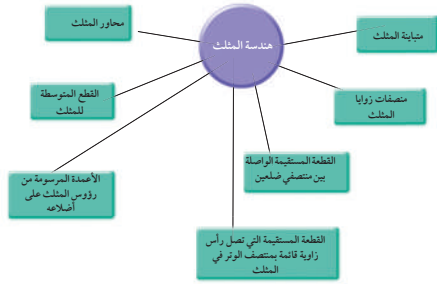 هندسة المثلث
متباينة المثلث
منصفات زوايا
المثلث
القطعة المستقيمة الواصلة
بين منتصفي ضلعين
القطعة المستقيمة التي تصل رأس
زاوية قائمة بمنتصف الوتر في
المثلث
الأعمدة المرسومة من
رؤوس المثلث على
أضلاعه
القطع المتوسطة
للمثلث
محاور المثلث